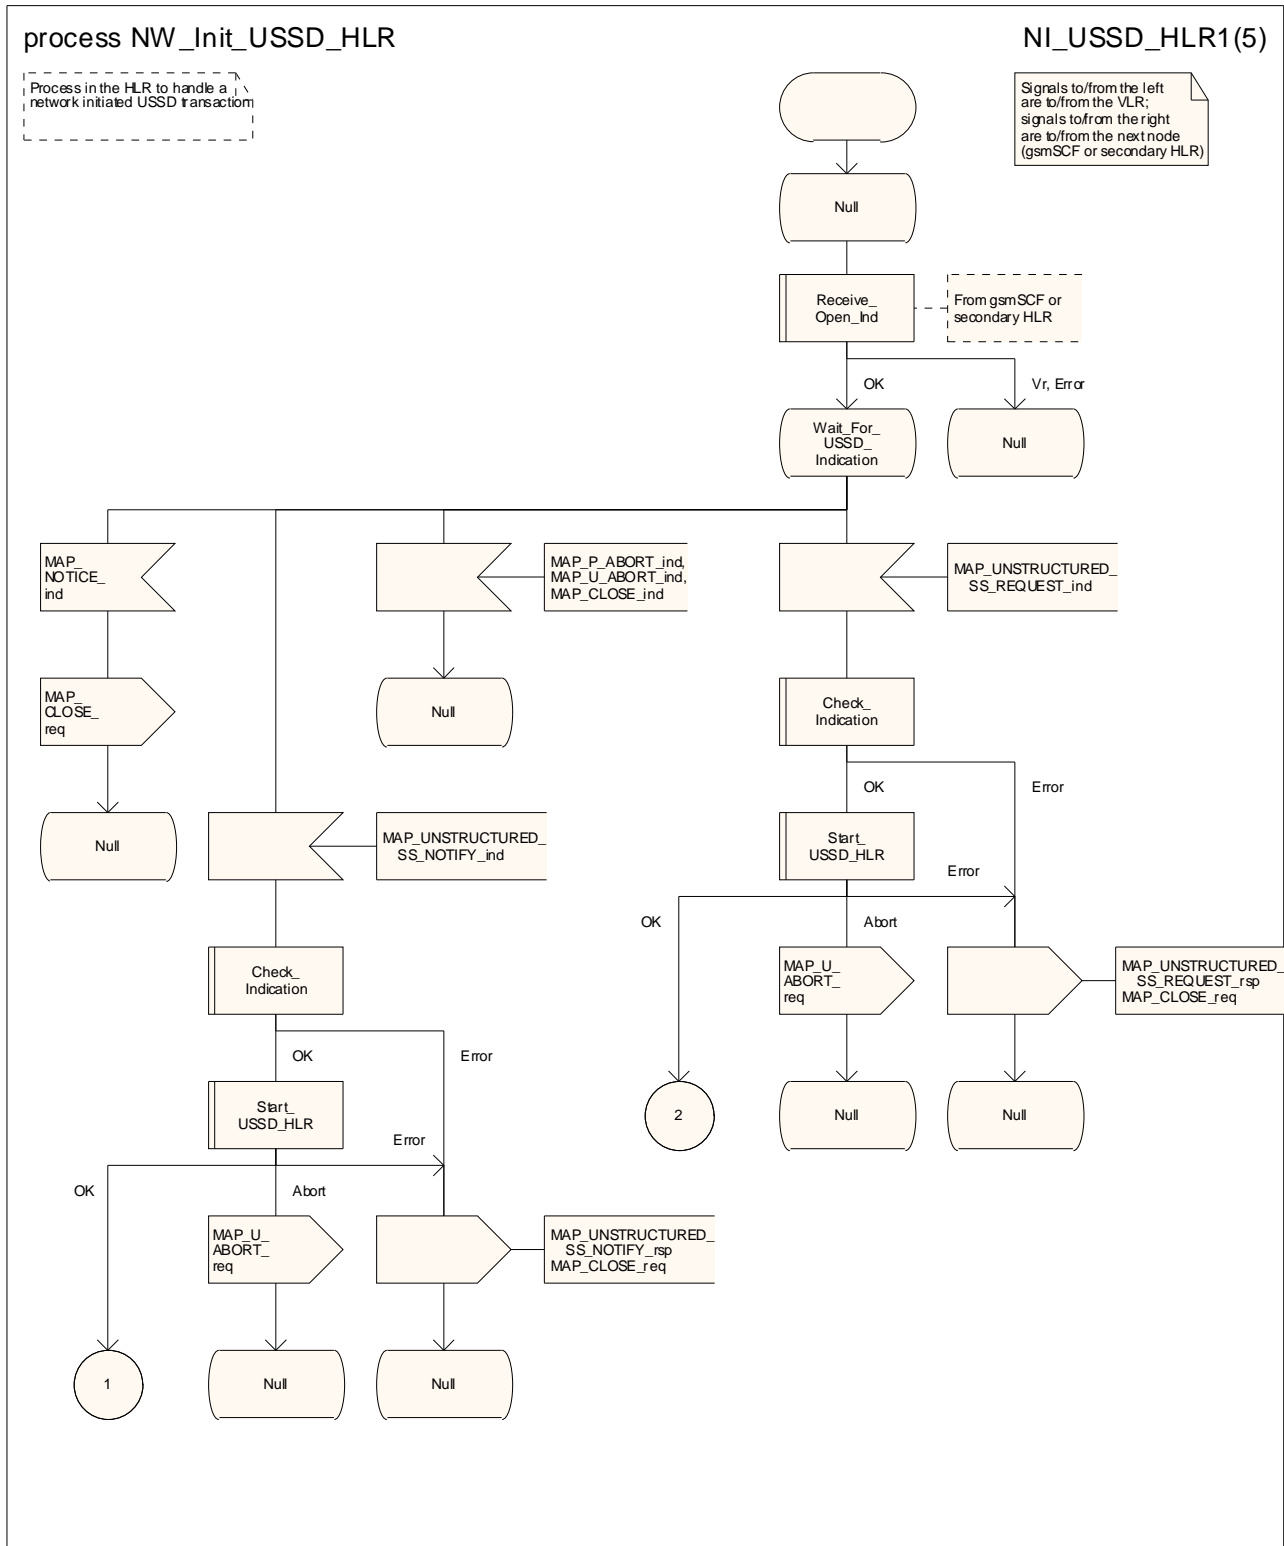 process NW_Init_USSD_HLR
NI_USSD_HLR1(5)
Process in the HLR to handle a
network initiated USSD transaction
Signals to/from the left
are to/from the VLR;
signals to/from the right
are to/from the next node
(gsmSCF or secondary HLR)
Null
Receive_
Open_Ind
From gsmSCF or
secondary HLR
OK
Vr, Error
Wait_For_
USSD_
Indication
Null
MAP_
NOTICE_
ind
MAP_P_ABORT_ind,
MAP_U_ABORT_ind,
MAP_CLOSE_ind
MAP_UNSTRUCTURED_
SS_REQUEST_ind
MAP_
CLOSE_
req
Null
Check_
Indication
OK
Error
Null
MAP_UNSTRUCTURED_
SS_NOTIFY_ind
Start_
USSD_HLR
Error
OK
Abort
Check_
Indication
MAP_U_
ABORT_
req
MAP_UNSTRUCTURED_
SS_REQUEST_rsp
MAP_CLOSE_req
OK
Error
Start_
USSD_HLR
2
Null
Null
Error
OK
Abort
MAP_U_
ABORT_
req
MAP_UNSTRUCTURED_
SS_NOTIFY_rsp
MAP_CLOSE_req
1
Null
Null